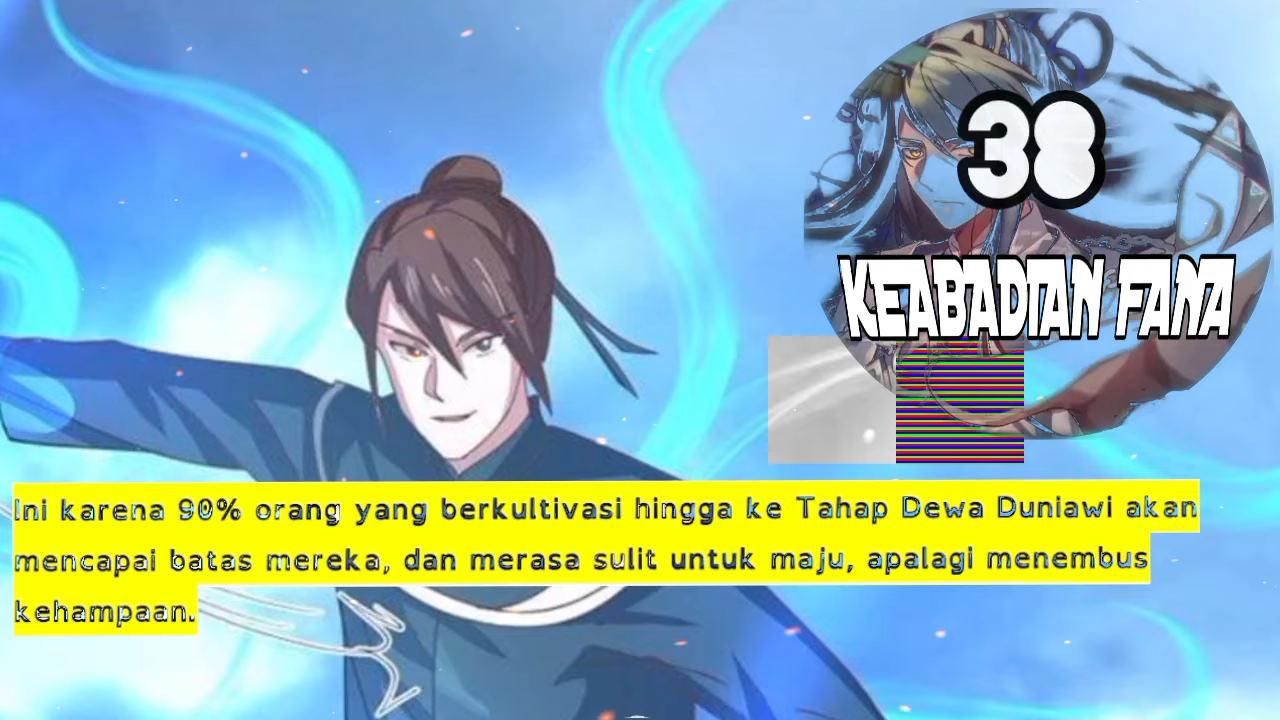 38
KEABADIAN FANA
Ini karena 90% orang yang berkultivasi hingga ke Tahap Dewa Duniawi akan
mencapai batas mereka, dan merasa sulit untuk maju, apalagi menembus
kehampaan.